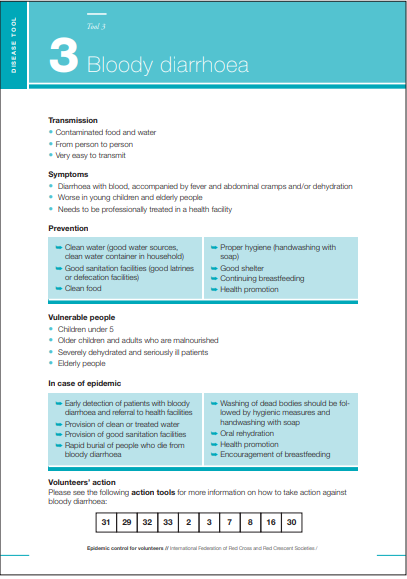 DISEASE TOOL
Tool 3
3 Bloody diarrhoea
Transmission
Contaminated food and water
From person to person
Very easy to transmit
Symptoms
Diarrhoea with blood, accompanied by fever and abdominal cramps and/or dehydration
Worse in young children and elderly people
Needs to be professionally treated in a health facility
Prevention
Clean water (good water sources,
clean water container in household)
Good sanitation facilities (good latrines
or defecation facilities)
Clean food
Proper hygiene (handwashing with
soap)
Good shelter
Continuing breastfeeding
Health promotion
Vulnerable people
Children under 5
Older children and adults who are malnourished
Severely dehydrated and seriously ill patients
Elderly people
In case of epidemic
Early detection of patients with bloody
diarrhoea and referral to health facilities
Provision of clean or treated water
Provision of good sanitation facilities
Rapid burial of people who die from
bloody diarrhoea
Washing of dead bodies should be fol-
lowed by hygienic measures and
handwashing with soap
Oral rehydration
Health promotion
Encouragement of breastfeeding
Volunteers' action
Please see the following action tools for more information on how to take action against
bloody diarrhoea:
31 29 32 33 2 3 7 8 16 30
Epidemic control for volunteers // International Federation of Red Cross and Red Crescent Societies /